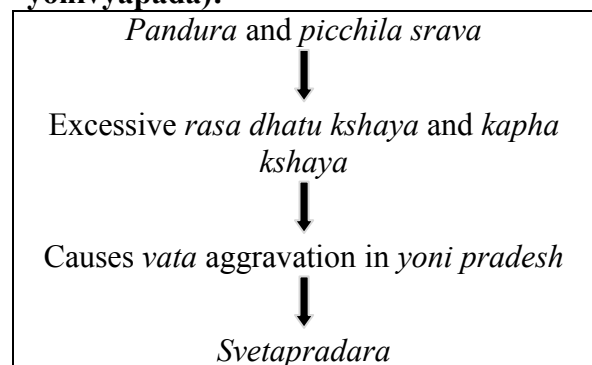 yonivyapada):
Pandura and picchila srava
Excessive rasa dhatu kshaya and kapha
kshaya
Causes vata aggravation in yoni pradesh
Svetapradara